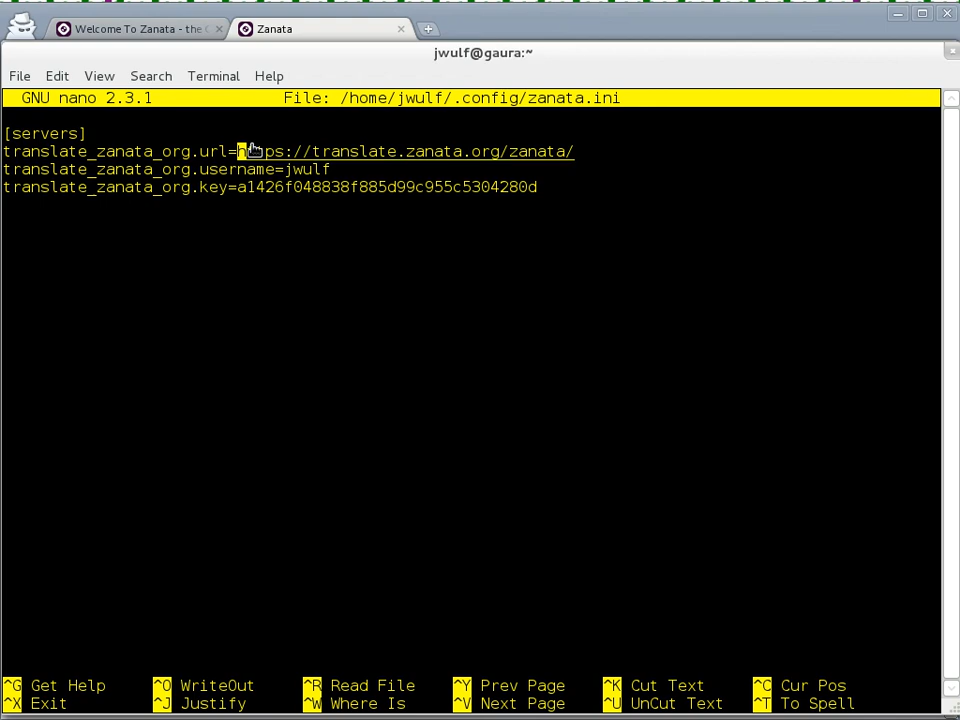 Welcome To Zanata - the
Zanata
jwulf@gaura:~
File Edit View Search Terminal Help
GNU nano 2.3.1 File: /home/jwulf/.config/zanata.ini
[servers]
translate_zanata_org.url=https://translate.zanata.org/zanata/
translate_zanata_org.username=jwulf
translate_zanata_org.key=a1426f048838f885d99c955c5304280d
^G Get Help ^O WriteOut ^R Read File ^Y Prev Page ^K Cut Text ^C Cur Pos
^X Exit ^J Justify ^W Where Is ^V Next Page ^U UnCut Text ^T To Spell